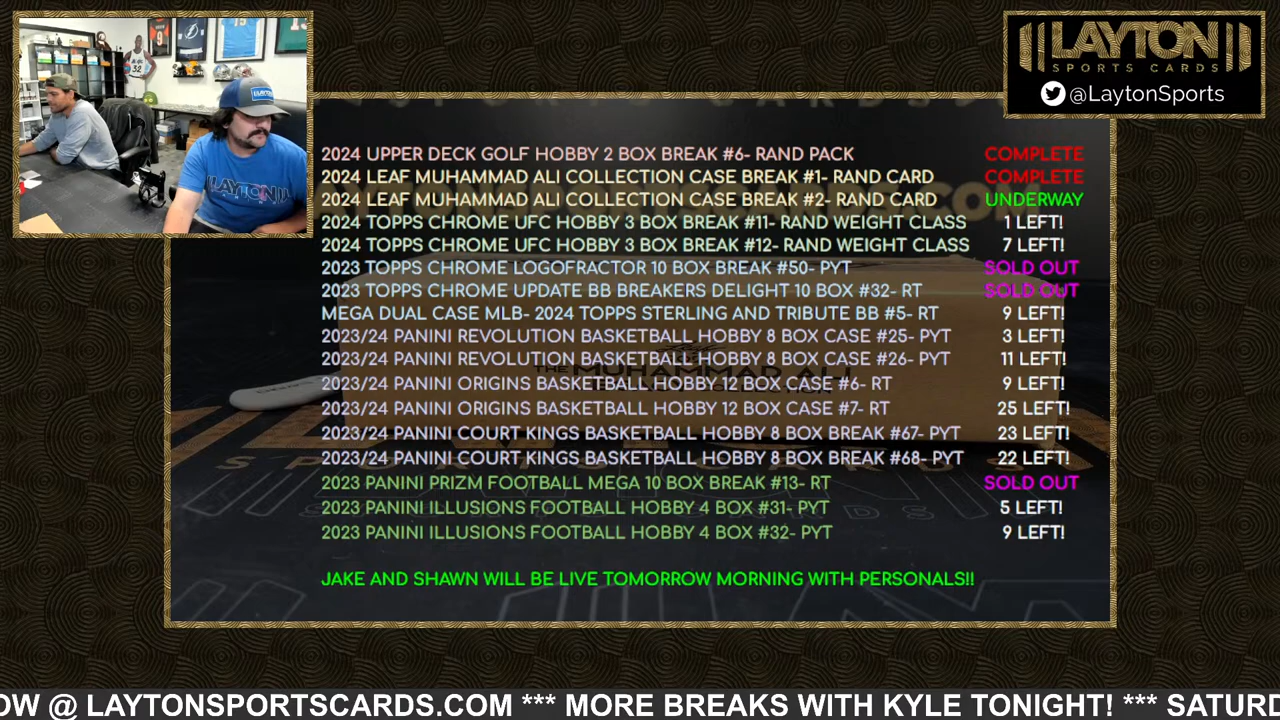 LAYTON
SPORTS CARDS
@LaytonSports
2024 UPPER DECK GOLF HOBBY 2 BOX BREAK #6- RAND PACK COMPLETE
2024 LEAF MUHAMMAD ALI COLLECTION CASE BREAK #1- RAND CARD COMPLETE
2024 LEAF MUHAMMAD ALI COLLECTION CASE BREAK #2- RAND CARD UNDERWAY
2024 TOPPS CHROME UFC HOBBY 3 BOX BREAK #11- RAND WEIGHT CLASS 1 LEFT!
2024 TOPPS CHROME UFC HOBBY 3 BOX BREAK #12- RAND WEIGHT CLASS 7 LEFT!
2023 TOPPS CHROME LOGOFRACTOR 10 BOX BREAK #50- PYT SOLD OUT
2023 TOPPS CHROME UPDATE BB BREAKERS DELIGHT 10 BOX #32- RT SOLD OUT
MEGA DUAL CASE MLB- 2024 TOPPS STERLING AND TRIBUTE BB #5- RT 9 LEFT!
2023/24 PANINI REVOLUTION BASKETBALL HOBBY 8 BOX CASE #25- PYT 3 LEFT!
2023/24 PANINI REVOLUTION BASKETBALL HOBBY 8 BOX CASE #26- PYT 11 LEFT!
2023/24 PANINI ORIGINS BASKETBALL HOBBY 12 BOX CASE #6- RT 9 LEFT!
2023/24 PANINI ORIGINS BASKETBALL HOBBY 12 BOX CASE #7- RT 25 LEFT!
2023/24 PANINI COURT KINGS BASKETBALL HOBBY 8 BOX BREAK #67- PYT 23 LEFT!
2023/24 PANINI COURT KINGS BASKETBALL HOBBY 8 BOX BREAK #68- PYT 22 LEFT!
2023 PANINI PRIZM FOOTBALL MEGA 10 BOX BREAK #13- RT SOLD OUT
2023 PANINI ILLUSIONS FOOTBALL HOBBY 4 BOX #31- PYT 5 LEFT!
2023 PANINI ILLUSIONS FOOTBALL HOBBY 4 BOX #32- PYT 9 LEFT!
JAKE AND SHAWN WILL BE LIVE TOMORROW MORNING WITH PERSONALS!!
OW @ LAYTONSPORTSCARDS.COM *** MORE BREAKS WITH KYLE TONIGHT! *** SATURD
LAYTON
THE MUHAMMAD ALI